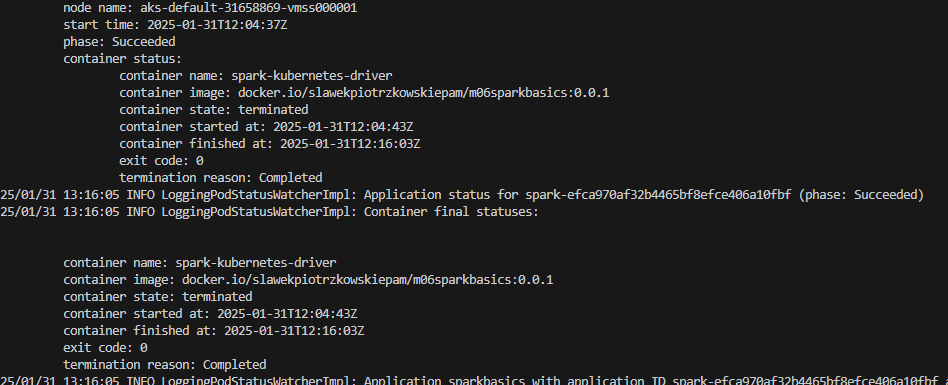 node name: aks-default-31658869-vmss000001
start time: 2025-01-31T12:04:37Z
phase: Succeeded
container status:
container name: spark-kubernetes-driver
container image: docker.io/slawekpiotrzkowskiepam/m06sparkbasics:0.0.1
container state: terminated
container started at: 2025-01-31T12:04:43Z
container finished at: 2025-01-31T12:16:03Z
exit code: 0
termination reason: Completed
25/01/31 13:16:05 INFO LoggingPodStatusWatcherImpl: Application status for spark-efca970af32b4465bf8efce406a10fbf (phase: Succeeded)
25/01/31 13:16:05 INFO LoggingPodStatusWatcherImpl: Container final statuses:
container name: spark-kubernetes-driver
container image: docker.io/slawekpiotrzkowskiepam/m06sparkbasics:0.0.1
container state: terminated
container started at: 2025-01-31T12:04:43Z
container finished at: 2025-01-31T12:16:03Z
exit code: 0
termination reason: Completed
25/01/31 13:16:05 INFO LoggingPodStatusWatcherImpl: Application sparkbasics with application ID spark-efca970af32b4465bf8efce406a10fbf